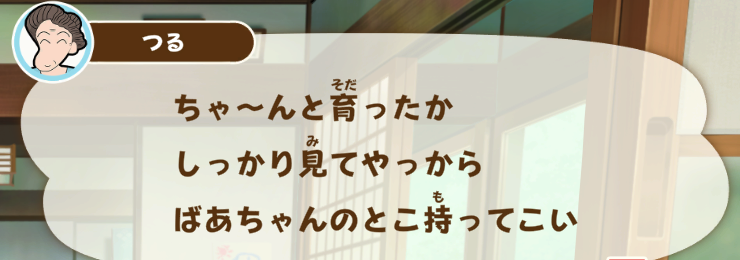 つる
ちゃ～んと育ったか
しっかり見てやっから
ばあちゃんのとこ持ってこい